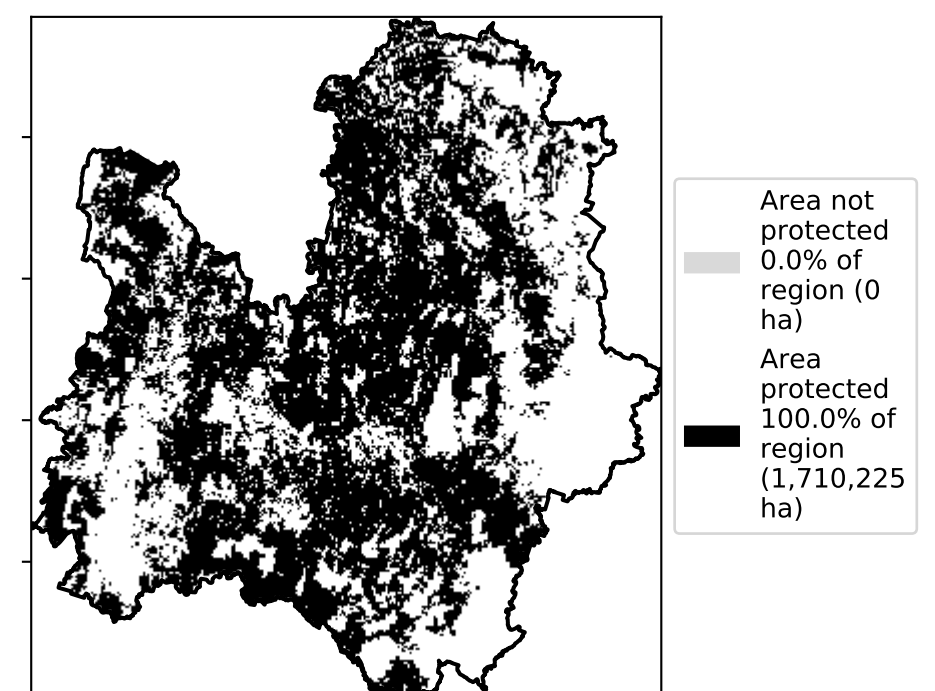 Area not
protected
0.0% of
region (0
ha)
Area
protected
100.0% of
region
(1,710,225
ha)